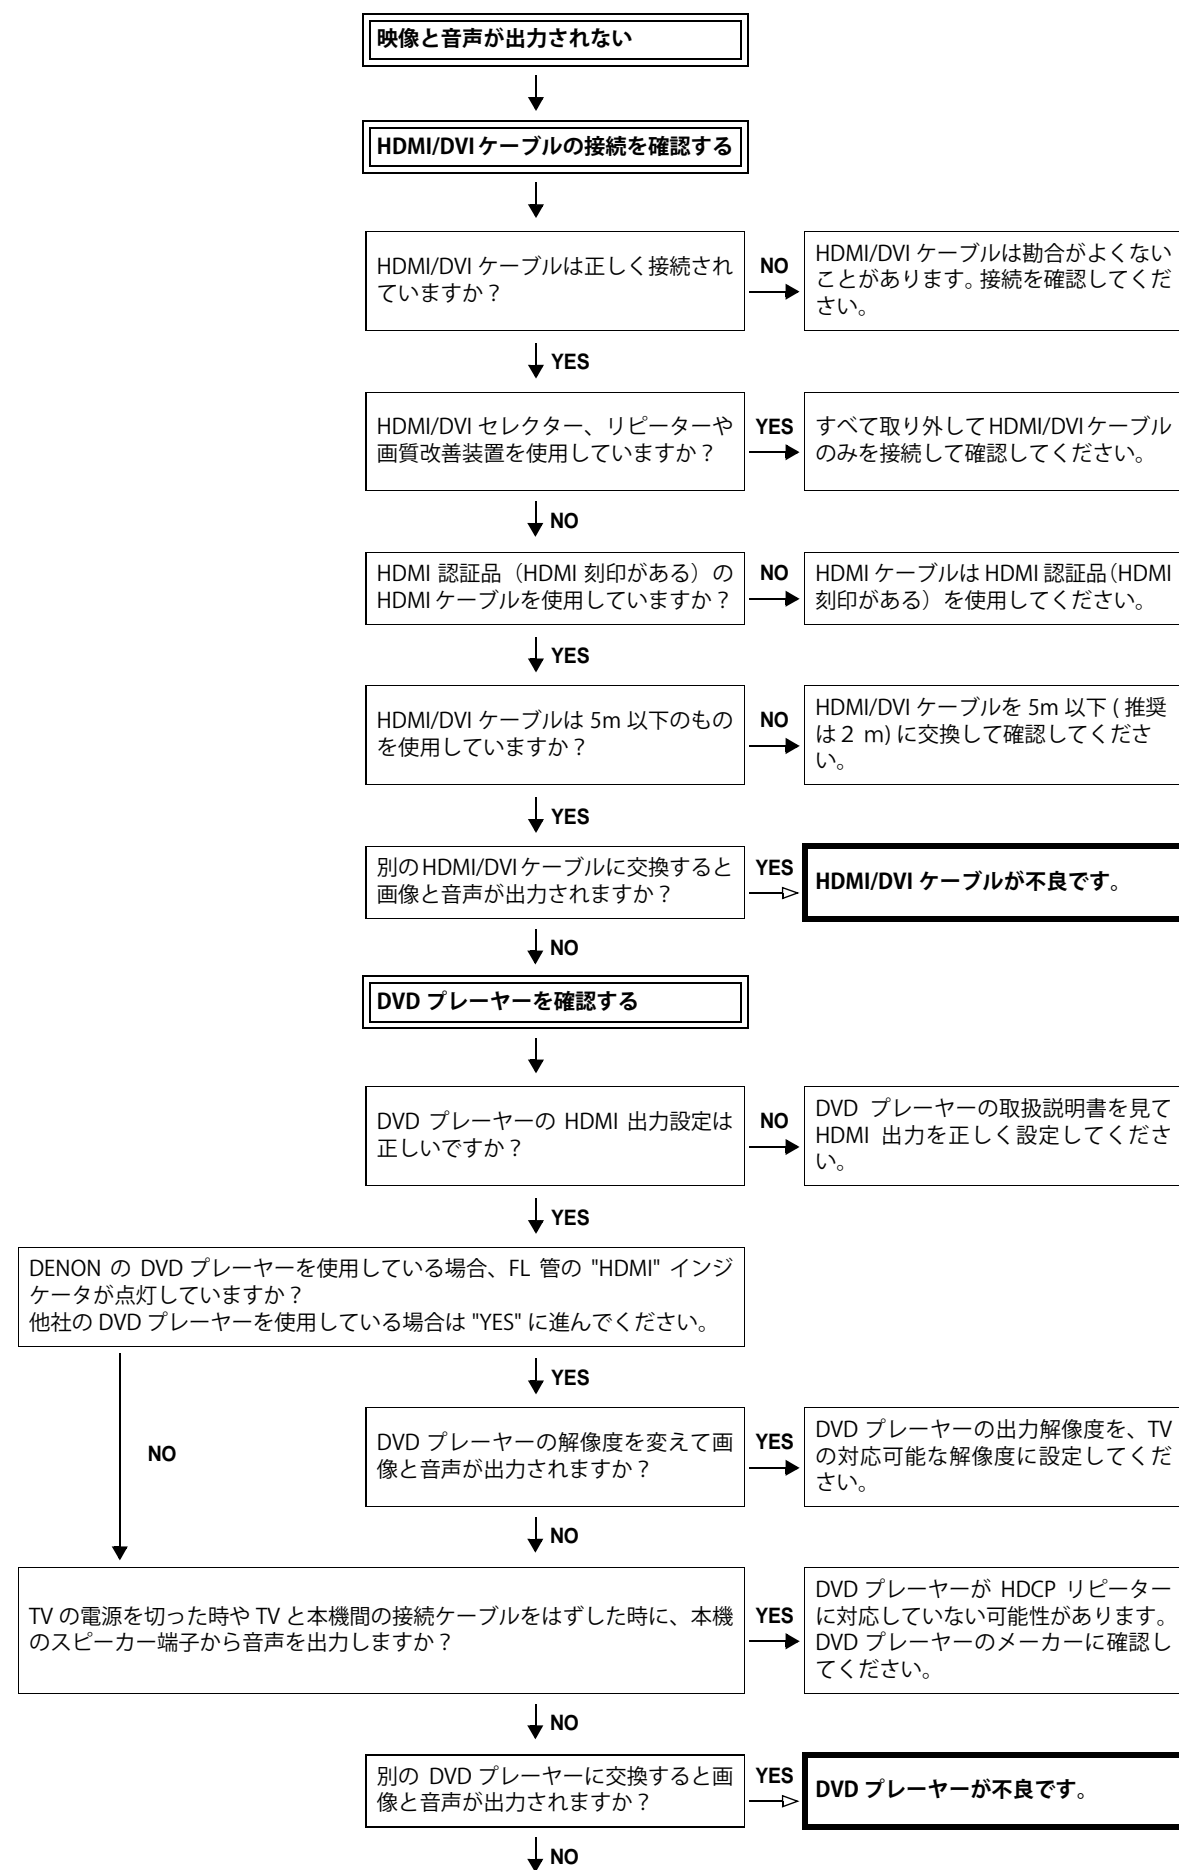 映像と音声が出力されない
HDMI/DVIケーブルの接続を確認する
HDMI/DVI ケーブルは正しく接続され
ていますか？
NO
HDMI/DVI ケーブルは勘合がよくない
ことがあります。接続を確認してくだ
さい。
YES
HDMI/DVI セレクター、リピーターや
画質改善装置を使用していますか？
YES
すべて取り外してHDMI/DVIケーブル
のみを接続して確認してください。
NO
HDMI 認証品（HDMI 刻印がある）の
HDMIケーブルを使用していますか？
NO
HDMI ケーブルは HDMI 認証品（HDMI
刻印がある）を使用してください。
YES
HDMI/DVI ケーブルは 5m 以下のもの
を使用していますか？
NO
HDMI/DVI ケーブルを 5m 以下 ( 推奨
は２ m) に交換して確認してくださ
い。
YES
別のHDMI/DVIケーブルに交換すると
画像と音声が出力されますか？
YES
HDMI/DVI ケーブルが不良です。
NO
DVD プレーヤーを確認する
DVD プレーヤーの HDMI 出力設定は
正しいですか？
NO
DVD プレーヤーの取扱説明書を見て
HDMI 出力を正しく設定してくださ
い。
YES
DENON の DVD プレーヤーを使用している場合、FL 管の "HDMI" インジ
ケータが点灯していますか？
他社の DVD プレーヤーを使用している場合は "YES" に進んでください。
YES
NO
DVD プレーヤーの解像度を変えて画
像と音声が出力されますか？
YES
DVD プレーヤーの出力解像度を、TV
の対応可能な解像度に設定してくだ
さい。
NO
TV の電源を切った時や TV と本機間の接続ケーブルをはずした時に、本機
のスピーカー端子から音声を出力しますか？
YES
DVD プレーヤーが HDCP リピーター
に対応していない可能性があります。
DVD プレーヤーのメーカーに確認し
てください。
NO
別の DVD プレーヤーに交換すると画
像と音声が出力されますか？
YES
DVD プレーヤーが不良です。
NO